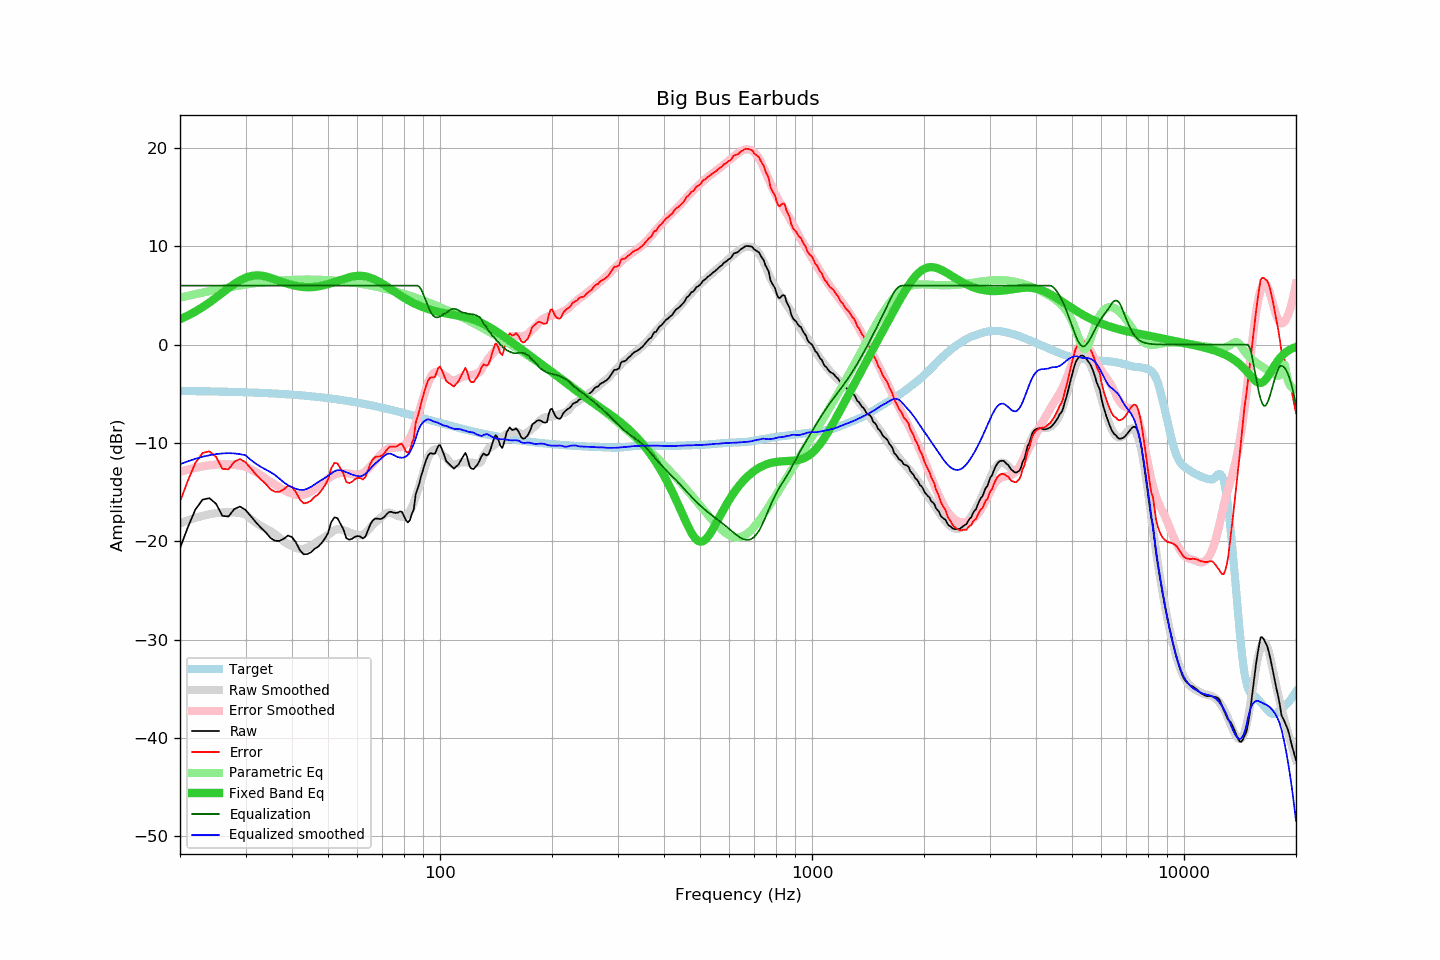 Big Bus Earbuds
20
10
0
−10
−20
−30
−40
−50
Amplitude (dBr)
Target
Raw Smoothed
Error Smoothed
Raw
Error
Parametric Eq
Fixed Band Eq
Equalization
Equalized smoothed
100
1000
10000
Frequency (Hz)